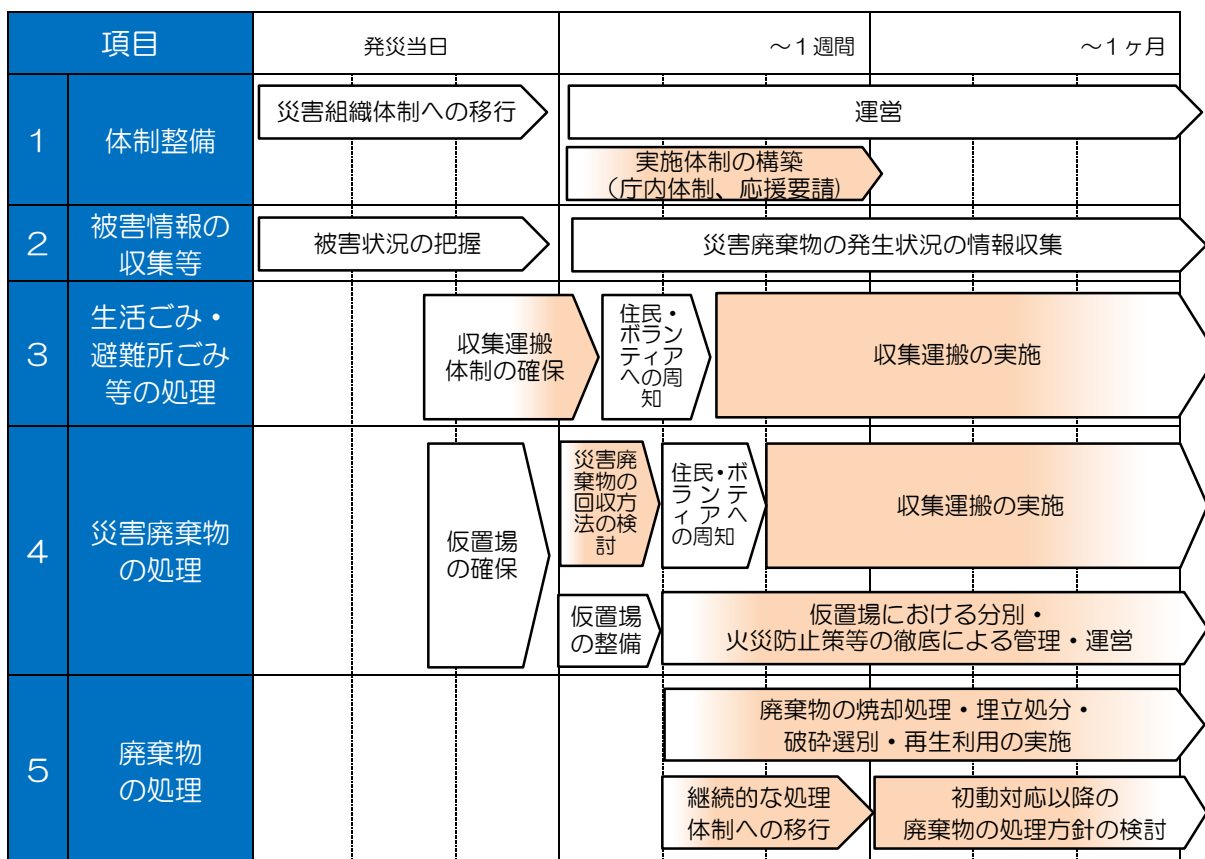 項目
発災当日
～1週間
～1ヶ月
1
体制整備
災害組織体制への移行
運営
実施体制の構築
（庁内体制、応援要請)
2
被害情報の
収集等
被害状況の把握
災害廃棄物の発生状況の情報収集
3
生活ごみ・
避難所ごみ
等の処理
収集運搬
体制の確保
住民・
ボラン
ティア
への周
知
収集運搬の実施
4
災害廃棄物
の処理
仮置場
の確保
災害廃
棄物の
回収方
法の検
討
住民・ボ
ランテ
ィアへ
の周知
収集運搬の実施
仮置場
の整備
仮置場における分別・
火災防止策等の徹底による管理・運営
5
廃棄物
の処理
廃棄物の焼却処理・埋立処分・
破砕選別・再生利用の実施
継続的な処理
体制への移行
初動対応以降の
廃棄物の処理方針の検討